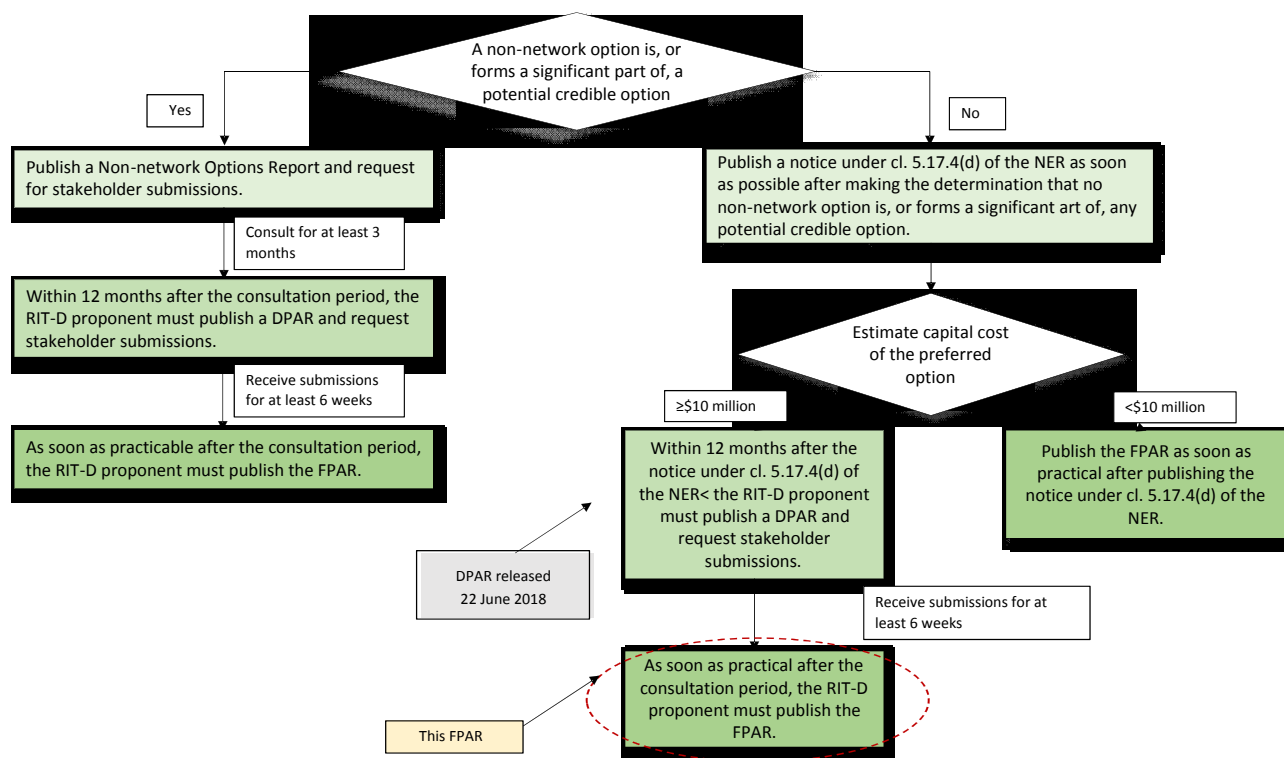 A non-network option is, or
forms a significant part of, a
potential credible option
Yes
No
Publish a Non-network Options Report and request
for stakeholder submissions.
Publish a notice under cl. 5.17.4(d) of the NER as soon
as possible after making the determination that no
non-network option is, or forms a significant art of, any
potential credible option.
Consult for at least 3
months
Within 12 months after the consultation period, the
RIT-D proponent must publish a DPAR and request
stakeholder submissions.
Estimate capital cost
of the preferred
option
Receive submissions
for at least 6 weeks
≥$10 million
<$10 million
As soon as practicable after the consultation period,
the RIT-D proponent must publish the FPAR.
Within 12 months after the
notice under cl. 5.17.4(d) of
the NER< the RIT-D proponent
must publish a DPAR and
request stakeholder
submissions.
Publish the FPAR as soon as
practical after publishing the
notice under cl. 5.17.4(d) of the
NER.
DPAR released
22 June 2018
Receive submissions for at
least 6 weeks
As soon as practical after the
consultation period, the RIT-D
proponent must publish the
FPAR.
This FPAR